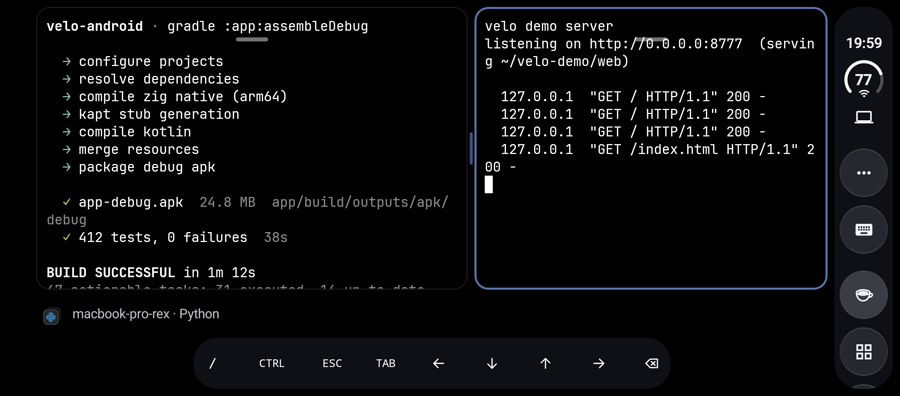 velo-android · gradle :app:assembleDebug
→ configure projects
→ resolve dependencies
→ compile zig native (arm64)
→ kapt stub generation
→ compile kotlin
→ merge resources
→ package debug apk
✓ app-debug.apk 24.8 MB app/build/outputs/apk/
debug
✓ 412 tests, 0 failures 38s
BUILD SUCCESSFUL in 1m 12s
velo demo server
listening on http://0.0.0.0:8777 (servin
g ~/velo-demo/web)
127.0.0.1 "GET / HTTP/1.1" 200 -
127.0.0.1 "GET / HTTP/1.1" 200 -
127.0.0.1 "GET / HTTP/1.1" 200 -
127.0.0.1 "GET /index.html HTTP/1.1" 2
00 -
19:59
77
macbook-pro-rex · Python
/ CTRL ESC TAB ← ↓ ↑ →